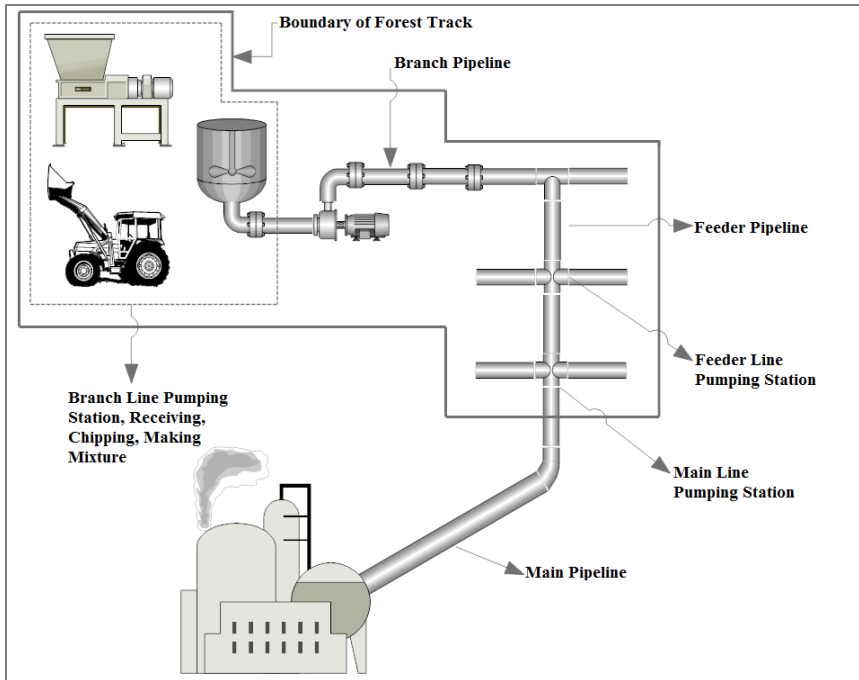 Boundary of Forest Track
Branch Pipeline
Feeder Pipeline
Feeder Line
Pumping Station
Branch Line Pumping
Station, Receiving,
Chipping, Making
Mixture
Main Line
Pumping Station
Main Pipeline